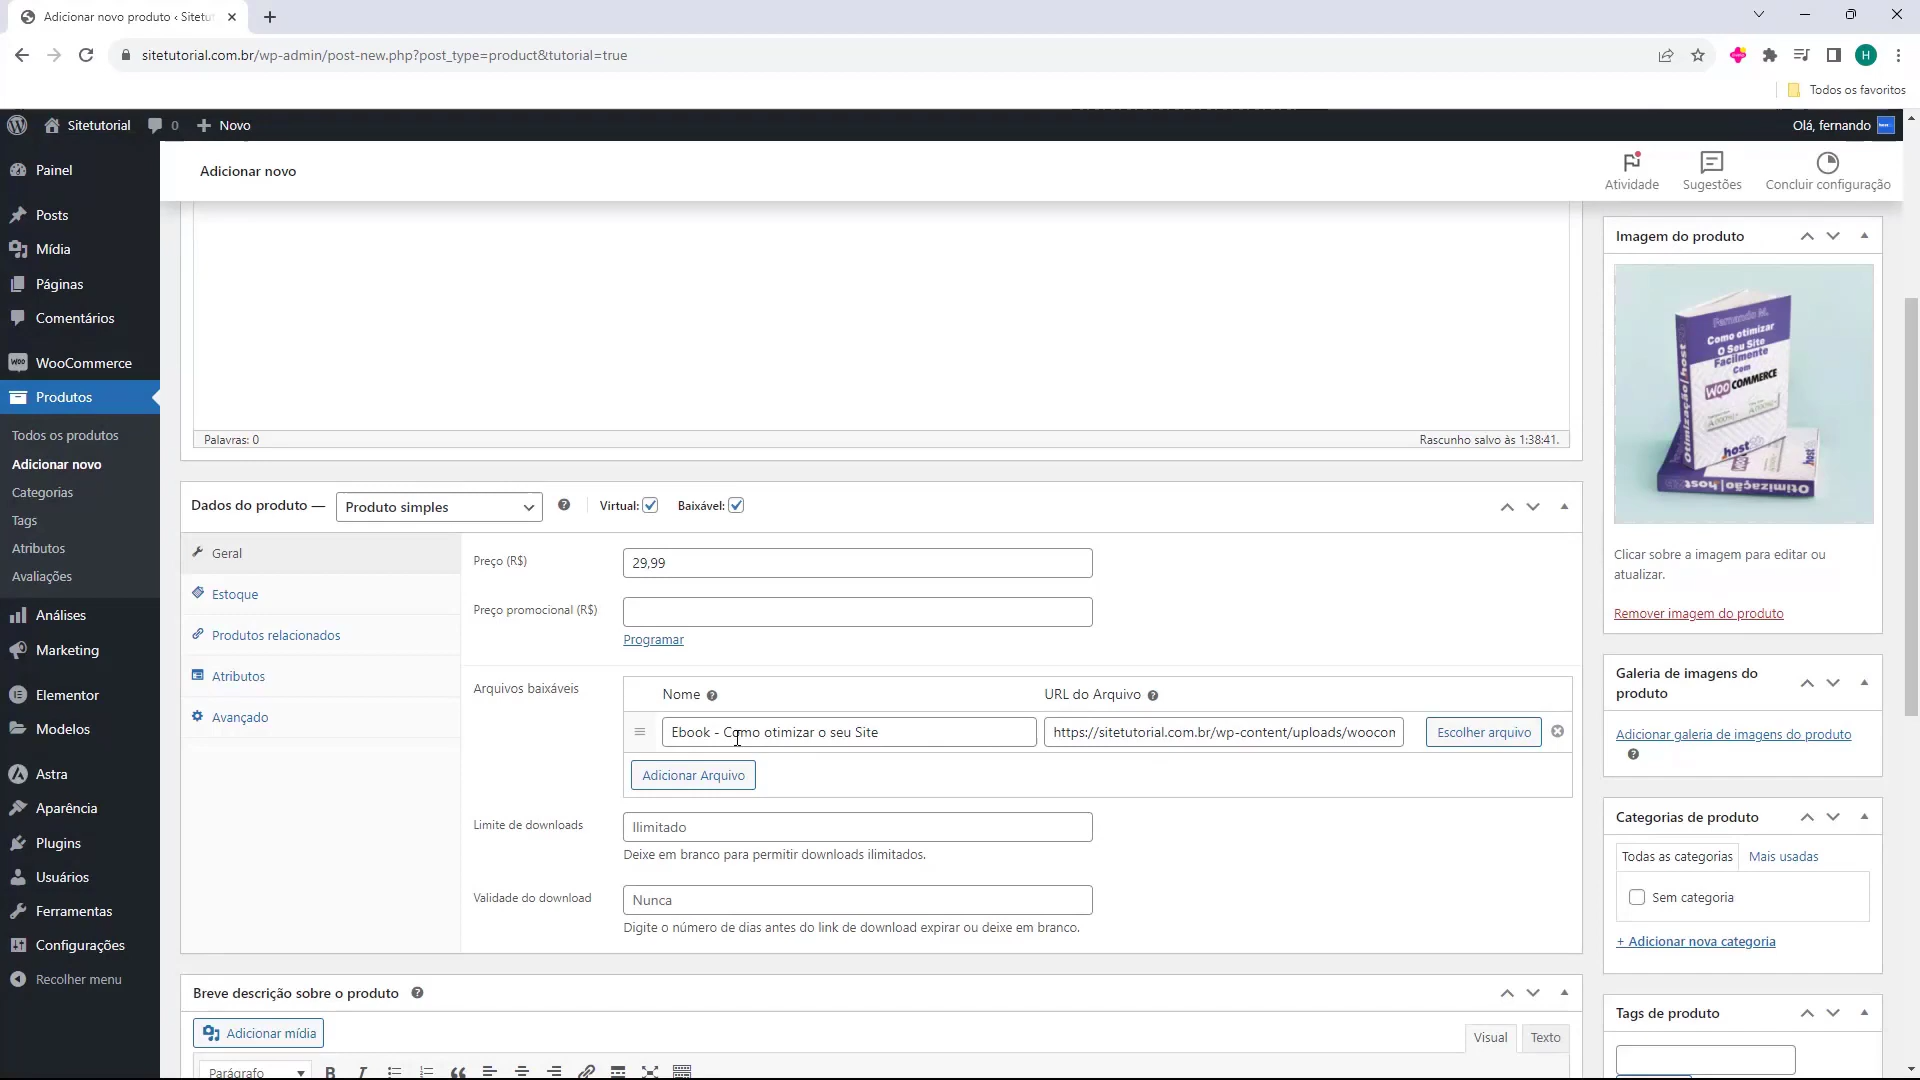 Adicionar novo produto ‹ Sitetu
sitetutorial.com.br/wp-admin/post-new.php?post_type=product&tutorial=true
H
Todos os favoritos
Sitetutorial
0
+ Novo
Olá, fernando
Adicionar novo
Atividade
Sugestões
Concluir configuração
Painel
Posts
Mídia
Páginas
Comentários
WooCommerce
Produtos
Todos os produtos
Adicionar novo
Categorias
Tags
Atributos
Avaliações
Análises
Marketing
Elementor
Modelos
Astra
Aparência
Plugins
Usuários
Ferramentas
Configurações
Recolher menu
Palavras: 0
Rascunho salvo às 1:38:41.
Dados do produto —
Produto simples
Virtual:
Baixável:
Geral
Estoque
Produtos relacionados
Atributos
Avançado
Preço (R$)
29,99
Preço promocional (R$)
Programar
Arquivos baixáveis
Nome
URL do Arquivo
Ebook - Como otimizar o seu Site
https://sitetutorial.com.br/wp-content/uploads/woocon
Escolher arquivo
Adicionar Arquivo
Limite de downloads
Ilimitado
Deixe em branco para permitir downloads ilimitados.
Validade do download
Nunca
Digite o número de dias antes do link de download expirar ou deixe em branco.
Breve descrição sobre o produto
Adicionar mídia
Visual
Texto
Parágrafo
B
I
Imagem do produto
Fernando M.
Como otimizar
O Seu Site
Facilmente
Com
WOO COMMERCE
Otimização|host
.host
Otimização|host
Clicar sobre a imagem para editar ou
atualizar.
Remover imagem do produto
Galeria de imagens do
produto
Adicionar galeria de imagens do produto
Categorias de produto
Todas as categorias
Mais usadas
Sem categoria
+ Adicionar nova categoria
Tags de produto